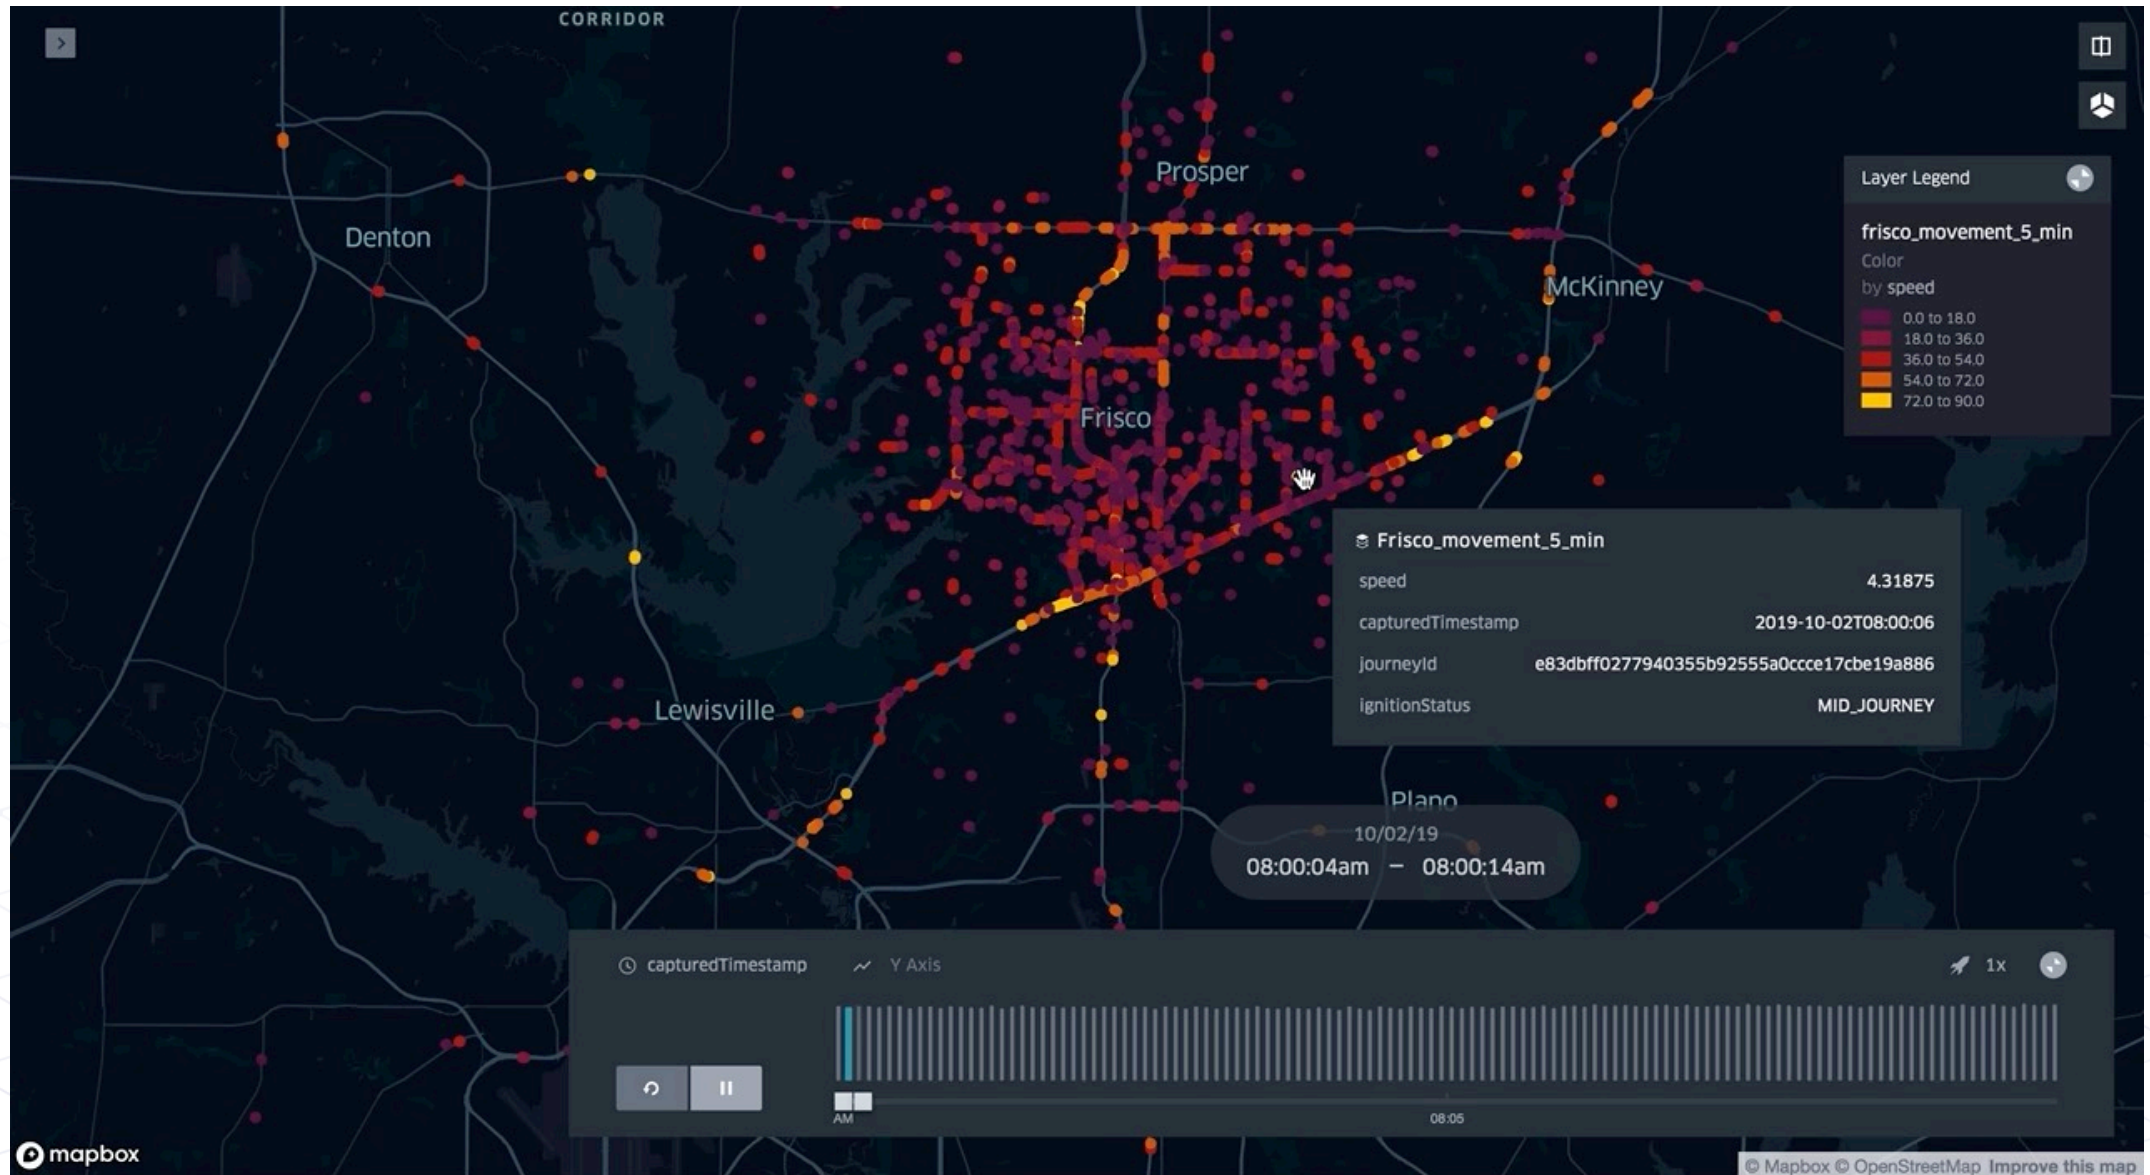 CORRIDOR
Prosper
Denton
McKinney
Frisco
Lewisville
Plano
Layer Legend
frisco_movement_5_min
Color
by speed
0.0 to 18.0
18.0 to 36.0
36.0 to 54.0
54.0 to 72.0
72.0 to 90.0
Frisco_movement_5_min
speed 4.31875
capturedTimestamp 2019-10-02T08:00:06
journeyId e83dbff0277940355b92555a0ccce17cbe19a886
ignitionStatus MID_JOURNEY
10/02/19
08:00:04am – 08:00:14am
capturedTimestamp Y Axis 1x
AM 08:05
mapbox
© Mapbox © OpenStreetMap Improve this map